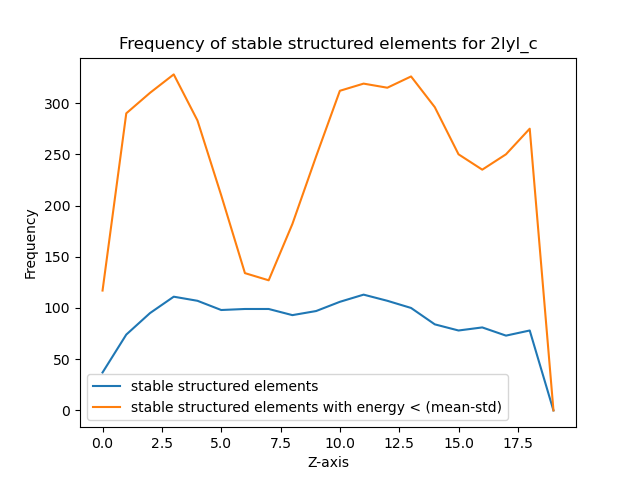 Frequency of stable structured elements for 2lyl_c
Frequency
300
250
200
150
100
50
0
stable structured elements
stable structured elements with energy < (mean-std)
0.0 2.5 5.0 7.5 10.0 12.5 15.0 17.5
Z-axis